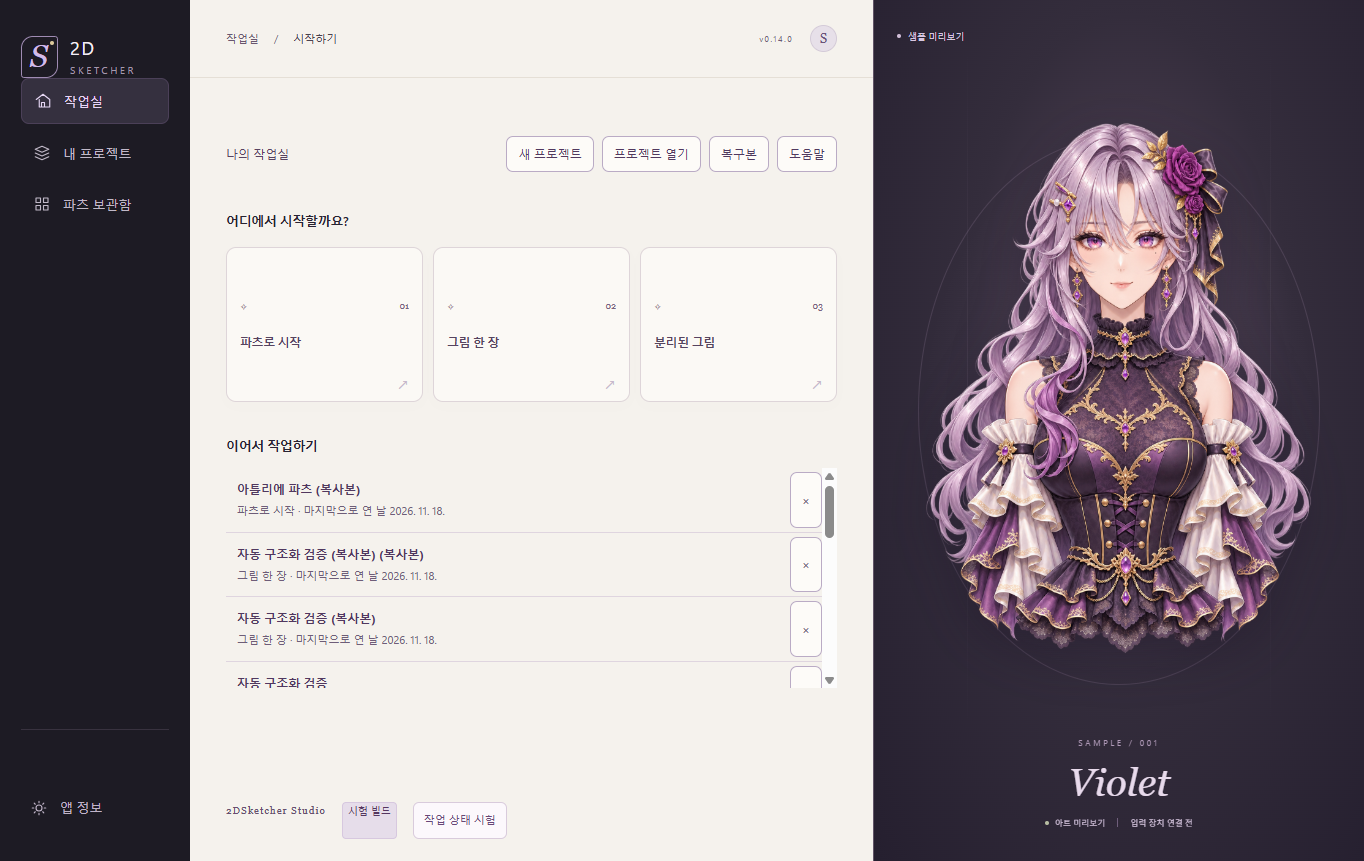 S
2D
SKETCHER
작업실
내 프로젝트
파츠 보관함
앱 정보
작업실 / 시작하기
v0.14.0
S
나의 작업실
새 프로젝트
프로젝트 열기
복구본
도움말
어디에서 시작할까요?
01
파츠로 시작
02
그림 한 장
03
분리된 그림
이어서 작업하기
아틀리에 파츠 (복사본)
파츠로 시작 · 마지막으로 연 날 2026. 11. 18.
자동 구조화 검증 (복사본) (복사본)
그림 한 장 · 마지막으로 연 날 2026. 11. 18.
자동 구조화 검증 (복사본)
그림 한 장 · 마지막으로 연 날 2026. 11. 18.
자동 구조화 검증
2DSketcher Studio
시험 빌드
작업 상태 시험
샘플 미리보기
SAMPLE / 001
Violet
아트 미리보기 | 입력 장치 연결 전